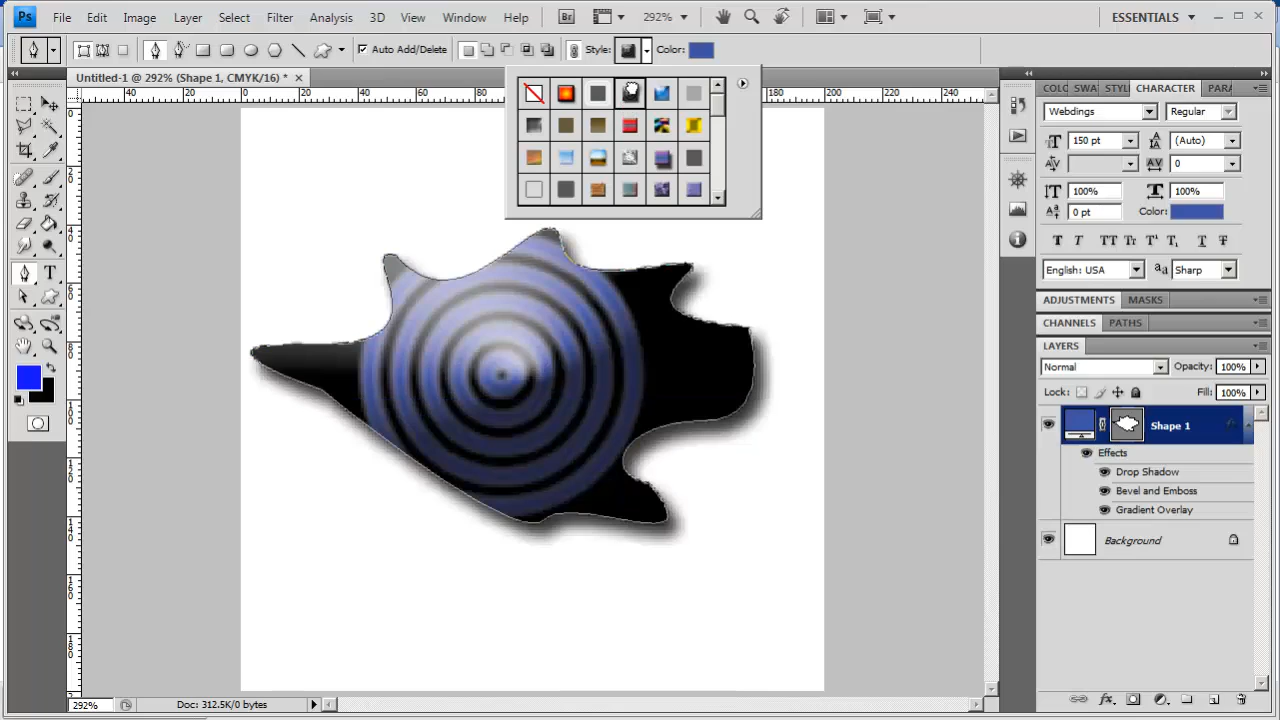 Ps File Edit Image Layer Select Filter Analysis 3D View Window Help Br 292% ESSENTIALS
Auto Add/Delete Style: Color:
Untitled-1 @ 292% (Shape 1, CMYK/16) *
40 20 0 20 40 60 80 180 200 220 240
COLO SWA STYL CHARACTER PARA
Webdings Regular
150 pt (Auto)
0
100% 100%
0 pt Color:
T T TT Tr T¹ T₁ T T
English: USA aa Sharp
ADJUSTMENTS MASKS
CHANNELS PATHS
LAYERS
Normal Opacity: 100%
Lock: Fill: 100%
Shape 1
Effects
Drop Shadow
Bevel and Emboss
Gradient Overlay
Background
292% Doc: 312.5K/0 bytes